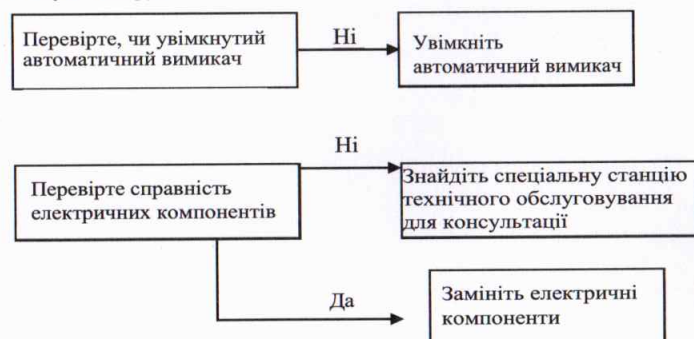 Перевірте, чи увімкнутий
автоматичний вимикач
Ні
Увімкніть
автоматичний вимикач
Перевірте справність
електричних компонентів
Ні
Знайдіть спеціальну станцію
технічного обслуговування
для консультації
Да
Замініть електричні
компоненти